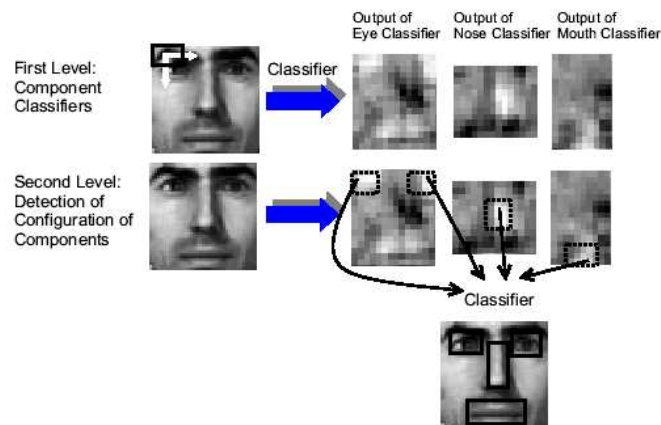 Output of
Eye Classifier
Output of
Nose Classifier
Output of
Mouth Classifier
First Level:
Component
Classifiers
Classifier
Second Level:
Detection of
Configuration of
Components
Classifier